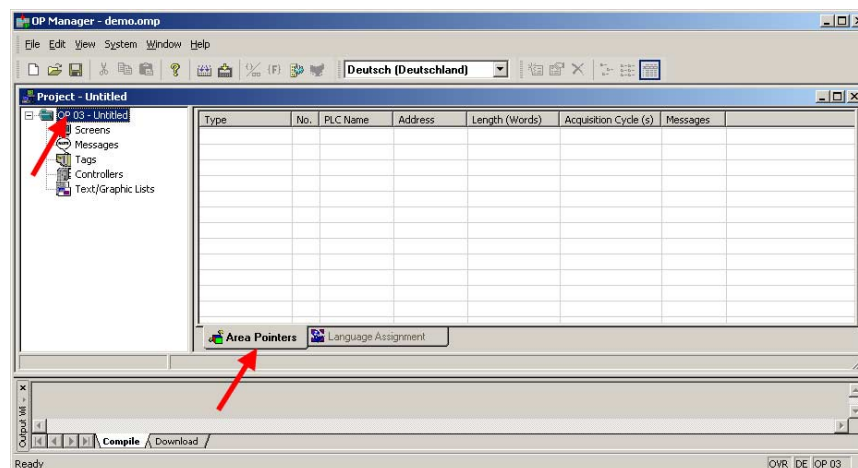 OP Manager - demo.omp
File Edit View System Window Help
Deutsch (Deutschland)
Project - Untitled
OP 03 - Untitled
Screens
Messages
Tags
Controllers
Text/Graphic Lists
Type No. PLC Name Address Length (Words) Acquisition Cycle (s) Messages
Area Pointers Language Assignment
Output Wi
Compile Download
Ready OVR DE OP 03